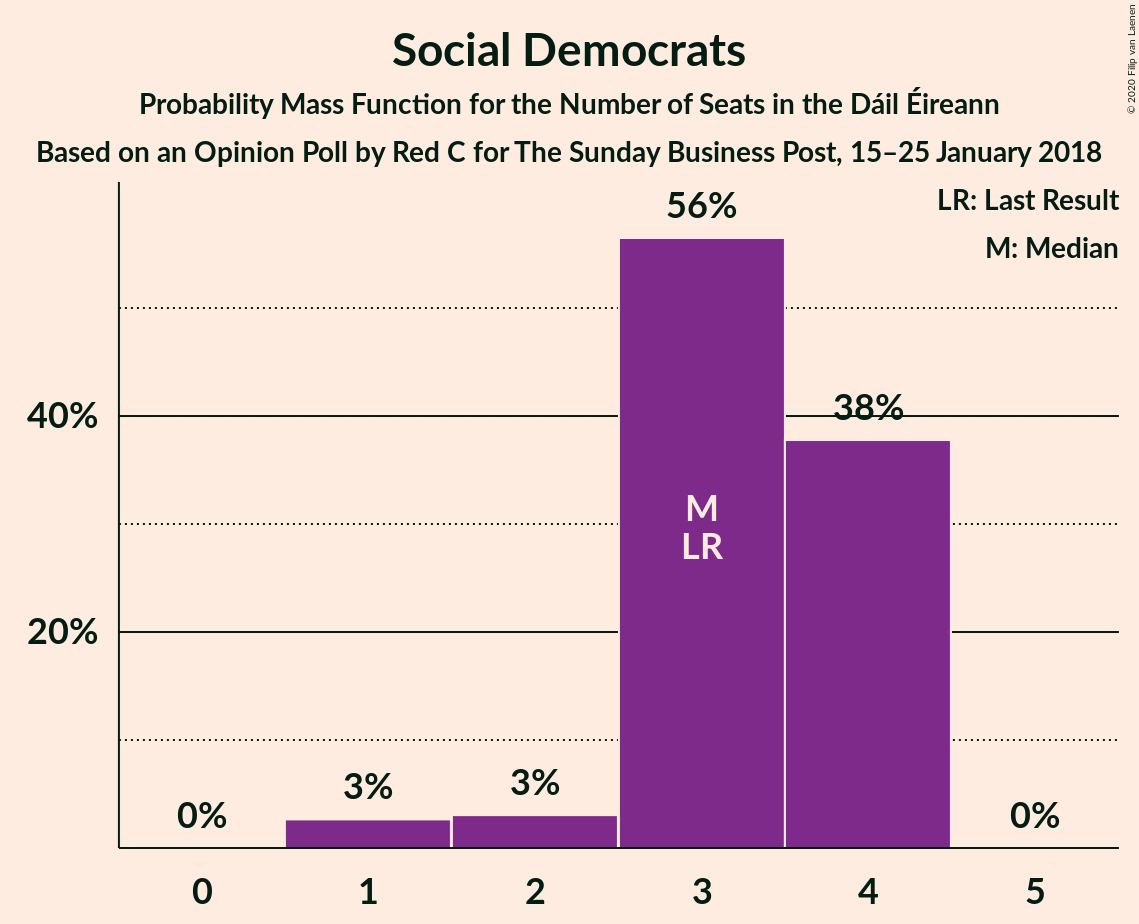 Social Democrats
Probability Mass Function for the Number of Seats in the Dáil Éireann
Based on an Opinion Poll by Red C for The Sunday Business Post, 15–25 January 2018
© 2020 Filip van Laenen
LR: Last Result
M: Median
56%
38%
40%
M
LR
20%
3%
3%
0%
0%
0 1 2 3 4 5